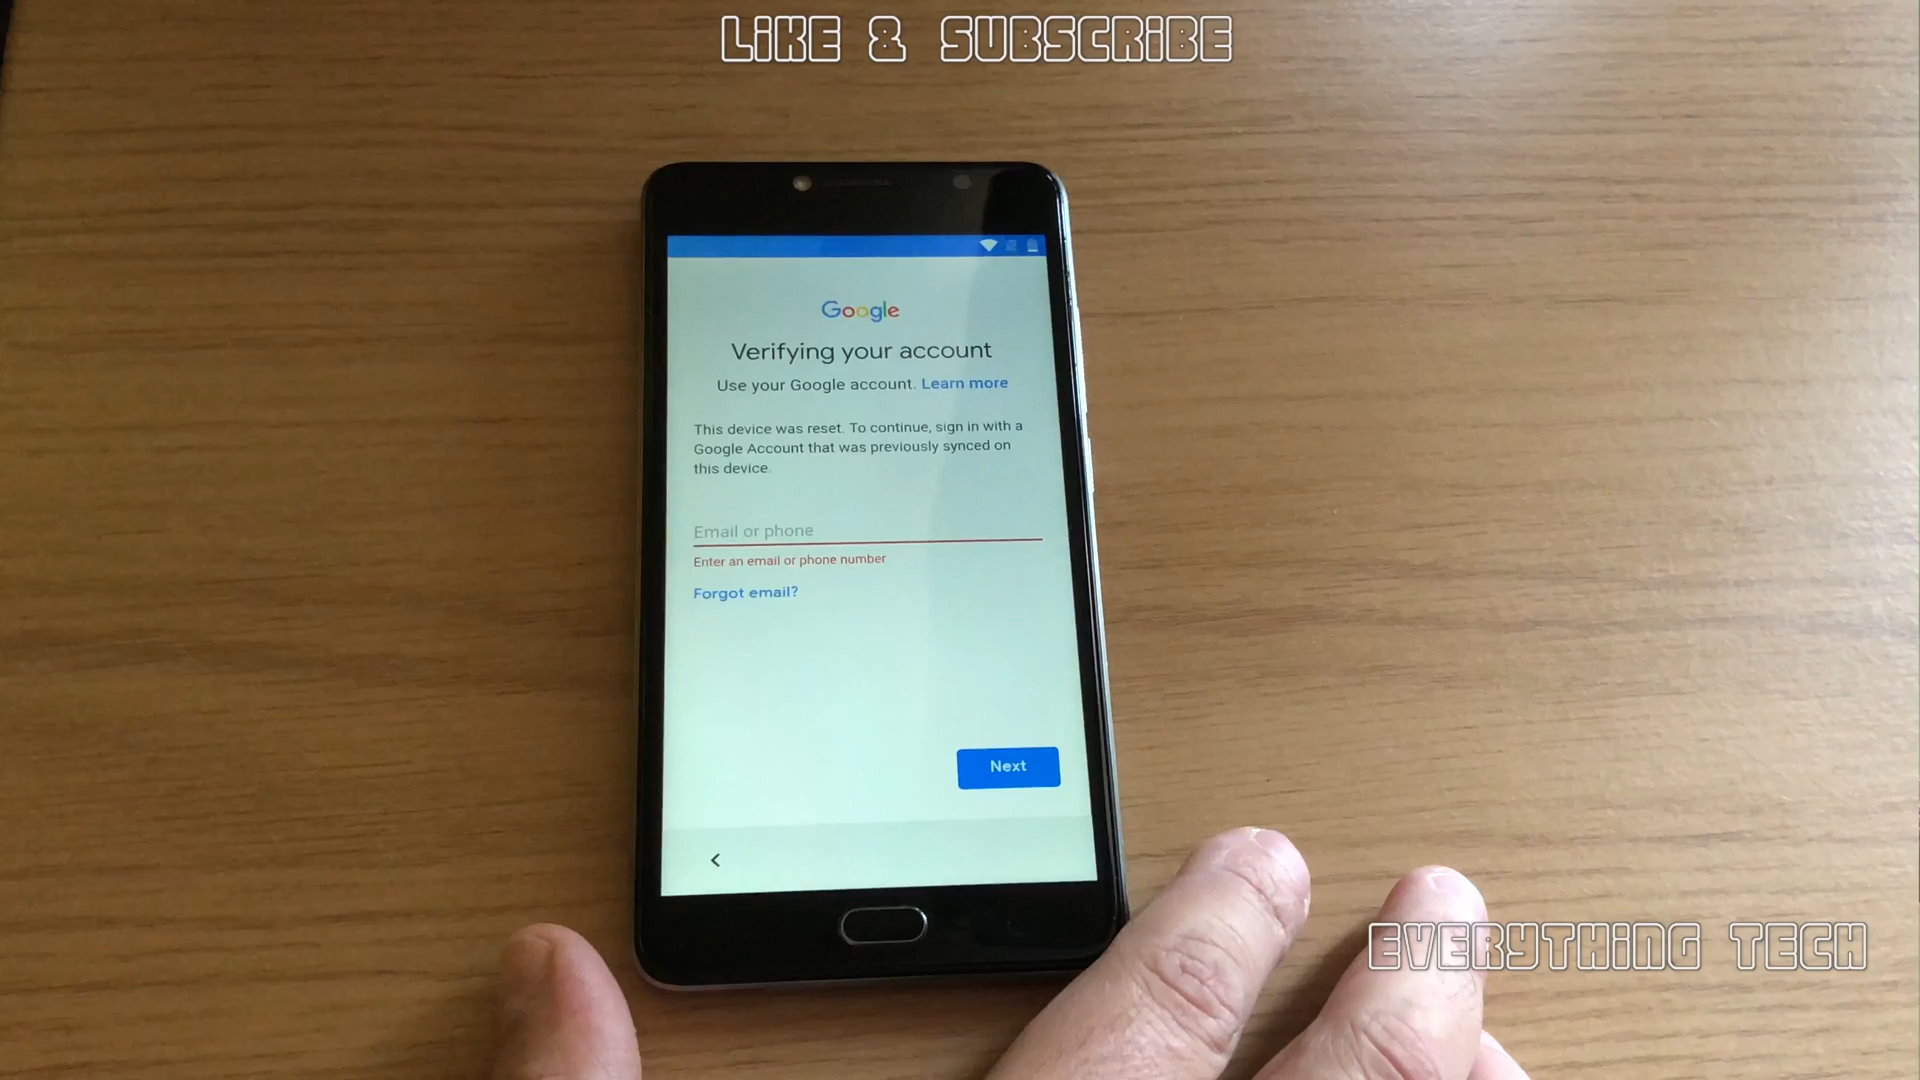 LIKE & SUBSCRIBE
Google
Verifying your account
Use your Google account. Learn more
This device was reset. To continue, sign in with a
Google Account that was previously synced on
this device.
Email or phone
Enter an email or phone number
Forgot email?
Next
EVERYTHING TECH